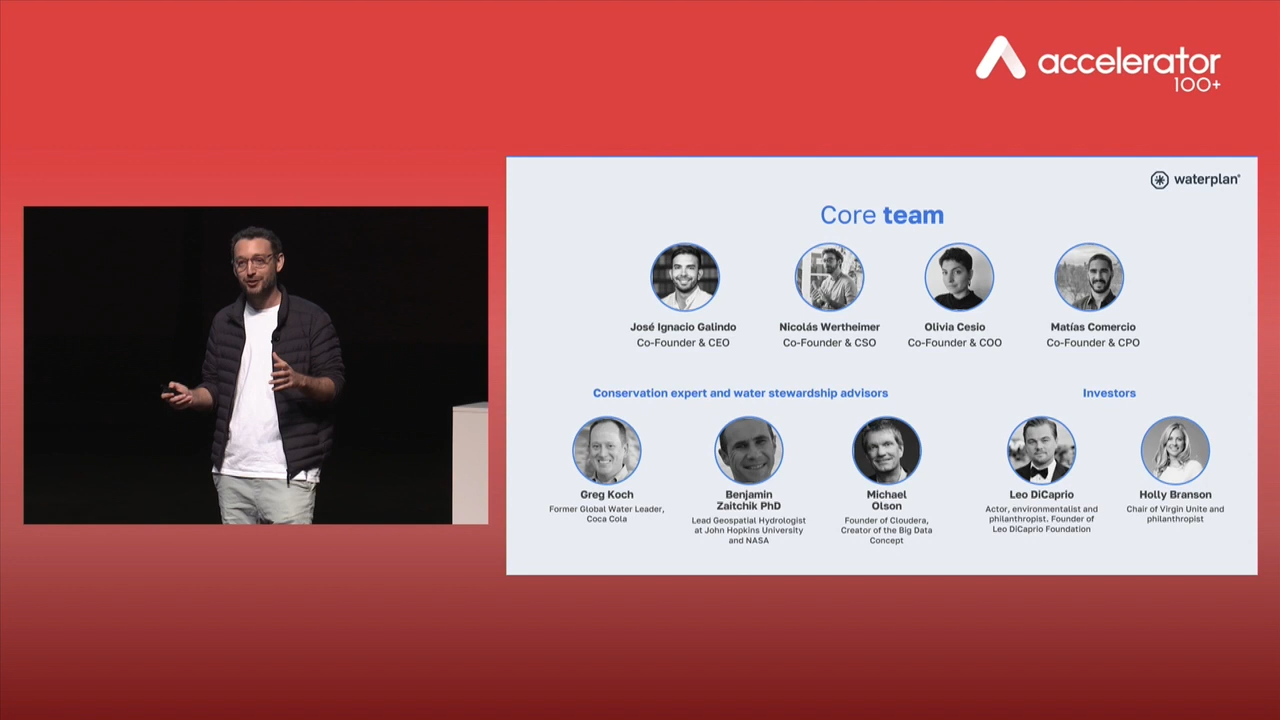 accelerator
100+
waterplan
Core team
José Ignacio Galindo
Co-Founder & CEO
Nicolás Wertheimer
Co-Founder & CSO
Olivia Cesio
Co-Founder & COO
Matías Comercio
Co-Founder & CPO
Conservation expert and water stewardship advisors
Investors
Greg Koch
Former Global Water Leader,
Coca Cola
Benjamin
Zaitchik PhD
Lead Geospatial Hydrologist
at John Hopkins University
and NASA
Michael
Olson
Founder of Cloudera,
Creator of the Big Data
Concept
Leo DiCaprio
Actor, environmentalist and
philanthropist. Founder of
Leo DiCaprio Foundation
Holly Branson
Chair of Virgin Unite and
philanthropist